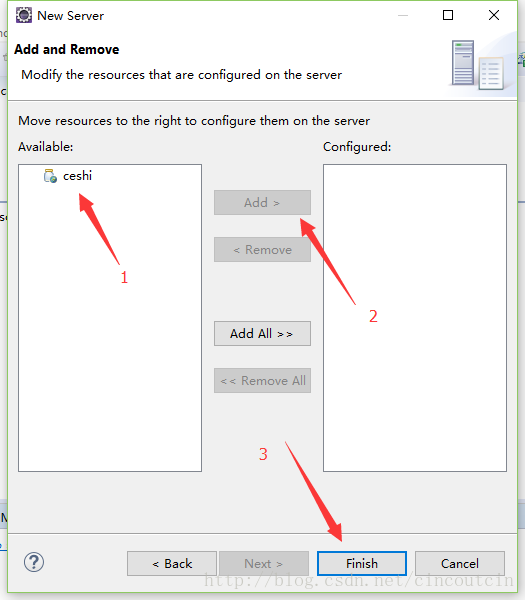 New Server
Add and Remove
Modify the resources that are configured on the server
Move resources to the right to configure them on the server
Available:
Configured:
ceshi
Add >
< Remove
1
2
Add All >>
<< Remove All
3
?
< Back
Next >
Finish
Cancel
http://blog.csdn.net/cincoutcin